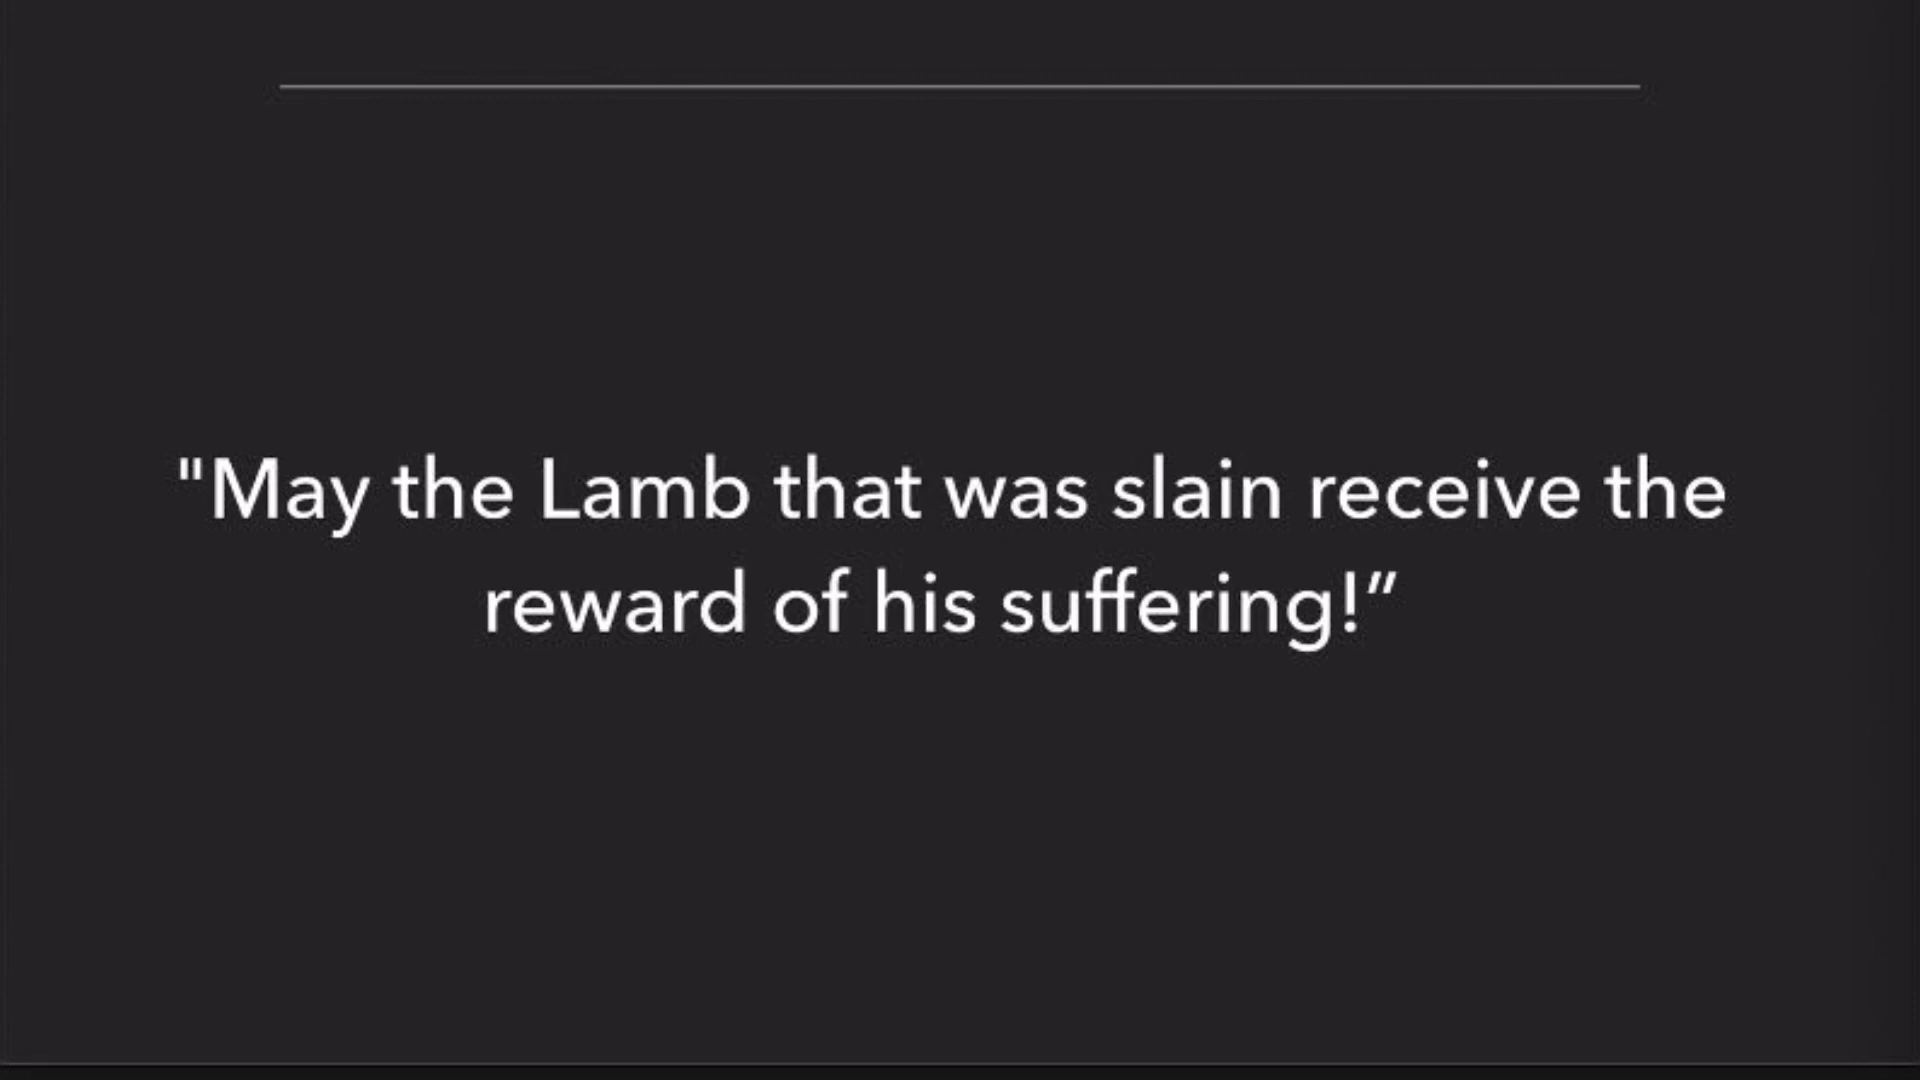 "May the Lamb that was slain receive the
reward of his suffering!”